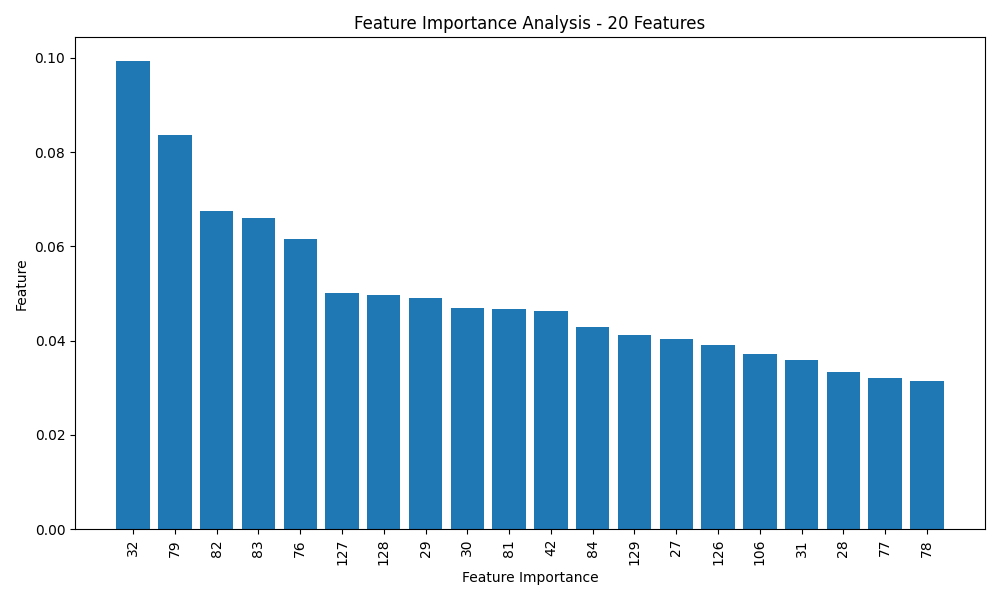 Feature Importance Analysis - 20 Features
0.10
0.08
0.06
0.04
0.02
0.00
Feature
32 79 82 83 76 127 128 29 30 81 42 84 129 27 126 106 31 28 77 78
Feature Importance